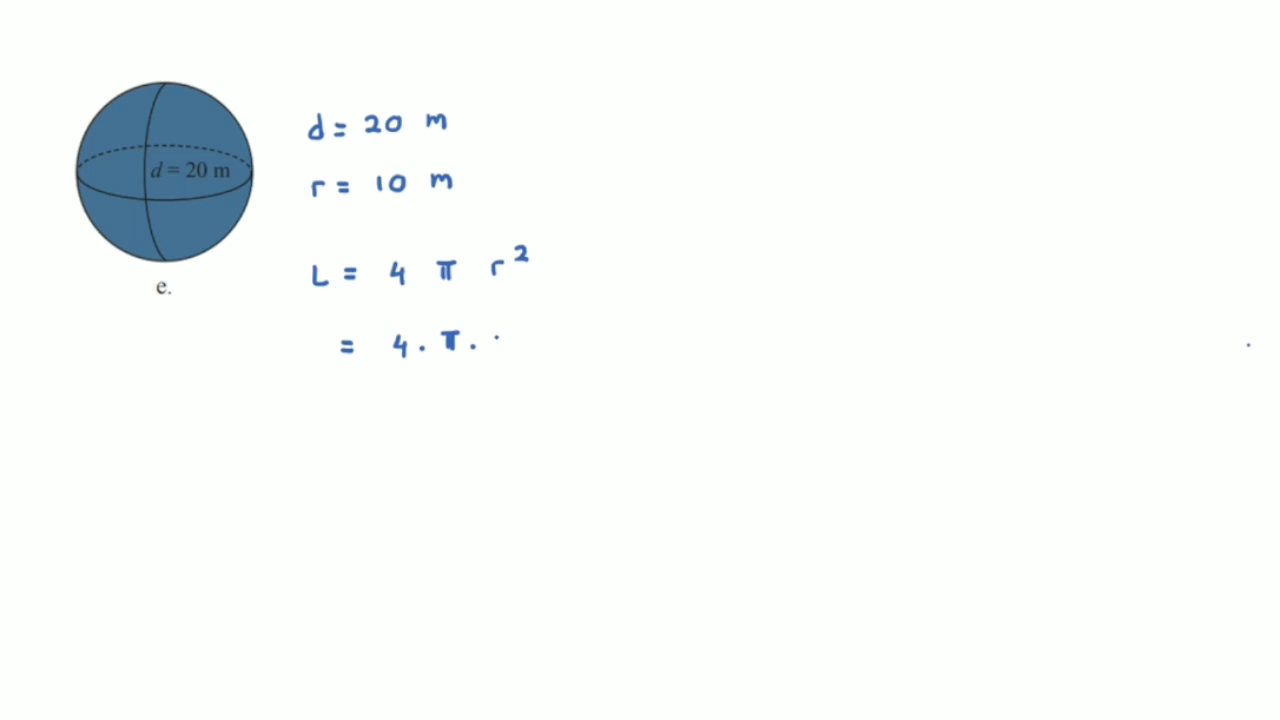 d = 20 m
e.
d = 20 m
r = 10 m
L = 4 π r²
= 4 . π .